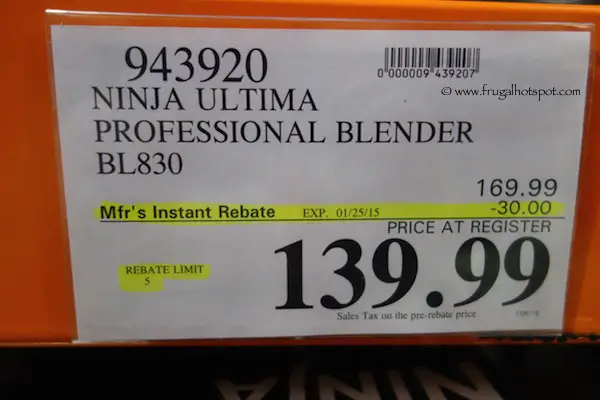 943920
0"000009"439207"
© www.frugalhotspot.com
NINJA ULTIMA
PROFESSIONAL BLENDER
BL830
169.99
Mfr's Instant Rebate EXP. 01/25/15 -30.00
PRICE AT REGISTER
139.99
REBATE LIMIT
5
Sales Tax on the pre-rebate price
NINJA